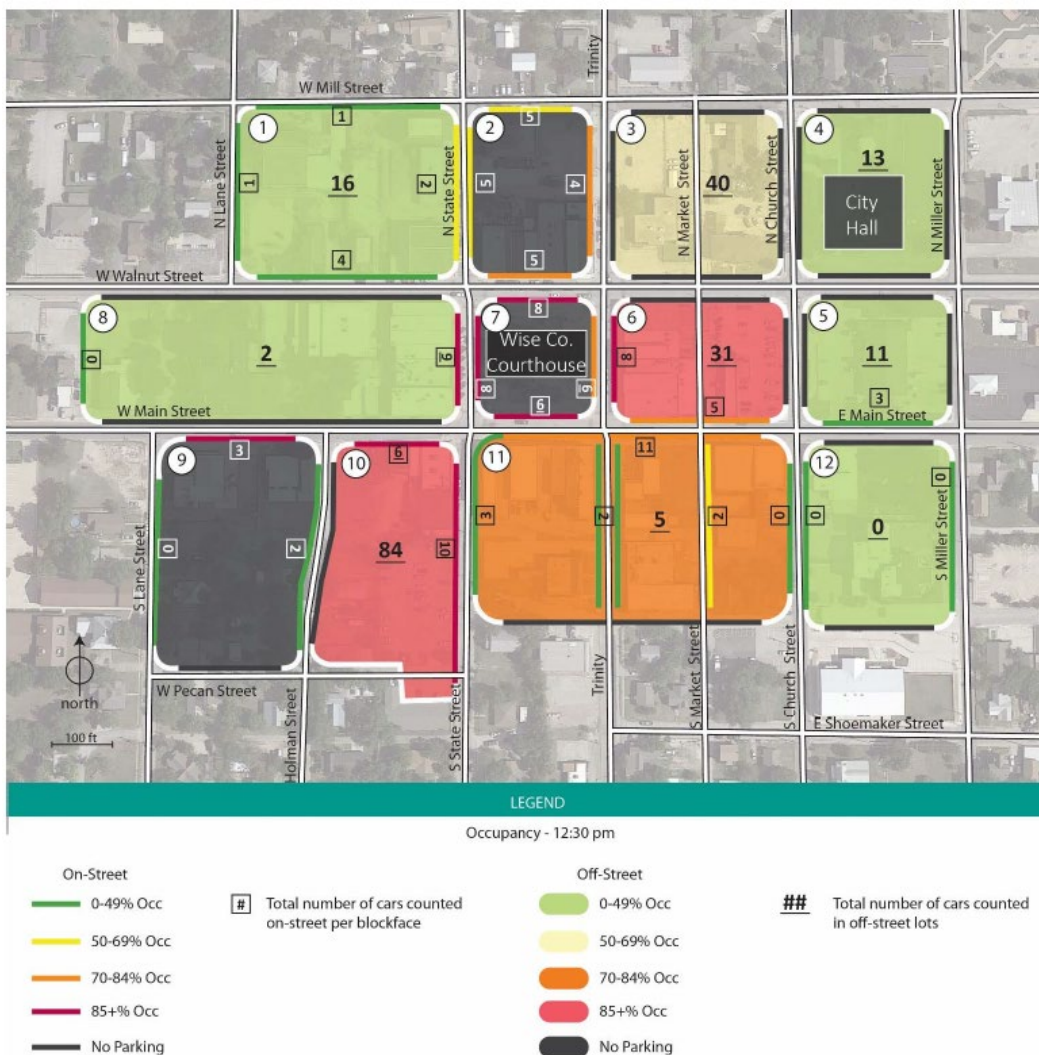 Trinity
W Mill Street
1
2
3
4
1
5
N Lane Street
1
16
2
N State Street
5
4
N Market Street
40
N Church Street
13
City
Hall
N Miller Street
4
5
W Walnut Street
8
7
6
5
8
0
2
9
Wise Co.
Courthouse
8
6
6
8
31
5
11
3
W Main Street
E Main Street
9
3
10
6
11
11
12
S Lane Street
0
2
84
10
3
2
5
2
0
0
0
0
S Miller Street
W Pecan Street
Holman Street
S State Street
Trinity
S Market Street
S Church Street
E Shoemaker Street
north
100 ft
LEGEND
Occupancy - 12:30 pm
On-Street
0-49% Occ
50-69% Occ
70-84% Occ
85+% Occ
No Parking
# Total number of cars counted
on-street per blockface
Off-Street
0-49% Occ
50-69% Occ
70-84% Occ
85+% Occ
No Parking
## Total number of cars counted
in off-street lots